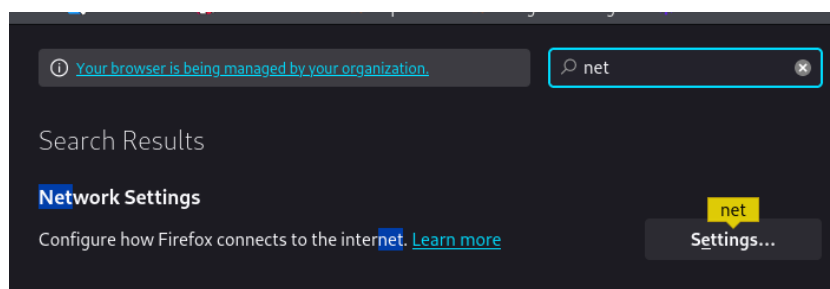 Your browser is being managed by your organization.
net
Search Results
Network Settings
net
Configure how Firefox connects to the internet. Learn more
Settings...